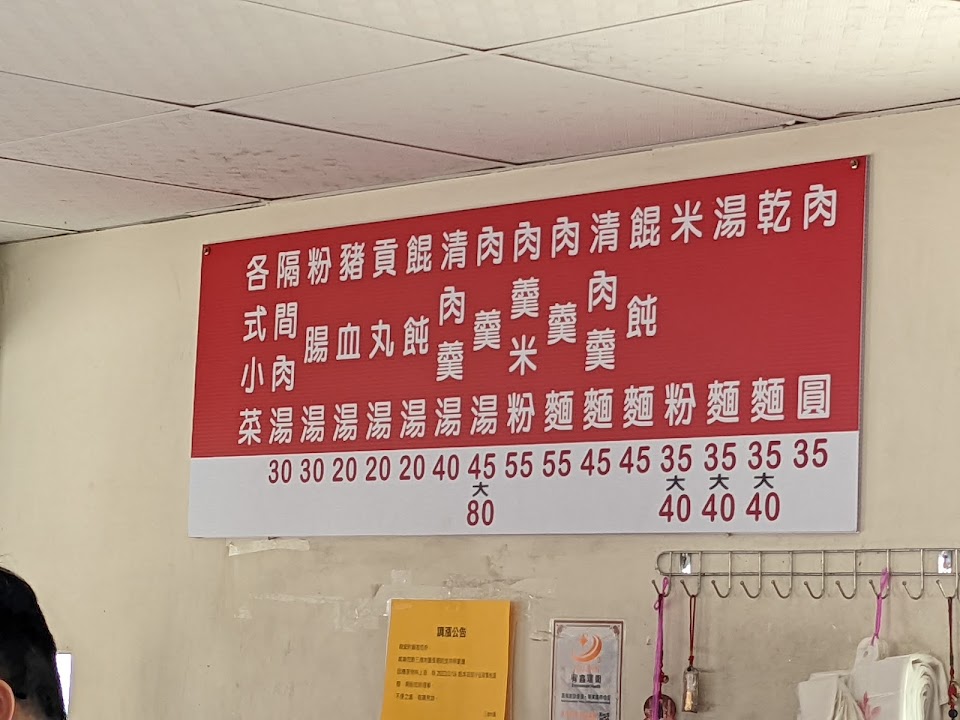 肉圓 35
乾麵 35 大 40
湯麵 35 大 40
米粉 35 大 40
餛飩麵 45
清肉羹麵 45
肉羹麵 55
肉羹米粉 55
肉羹湯 45 大 80
清肉羹湯 40
餛飩湯 20
貢丸湯 20
豬血湯 20
粉腸湯 30
隔間肉湯 30
各式小菜
調漲公告